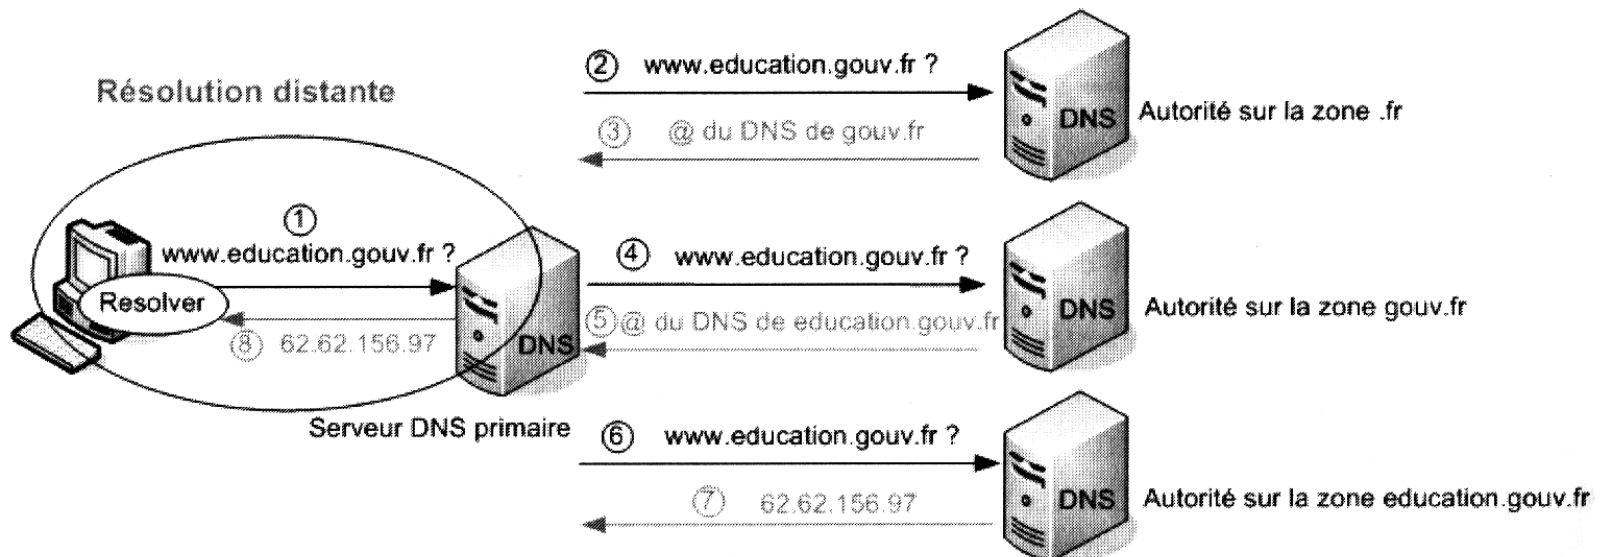 Résolution distante
② www.education.gouv.fr ?
③ @ du DNS de gouv.fr
DNS
Autorité sur la zone .fr
①
www.education.gouv.fr ?
Resolver
⑧ 62.62.156.97
DNS
Serveur DNS primaire
④ www.education.gouv.fr ?
⑤@ du DNS de education.gouv.fr
DNS
Autorité sur la zone gouv.fr
⑥ www.education.gouv.fr ?
⑦ 62.62.156.97
DNS
Autorité sur la zone education.gouv.fr